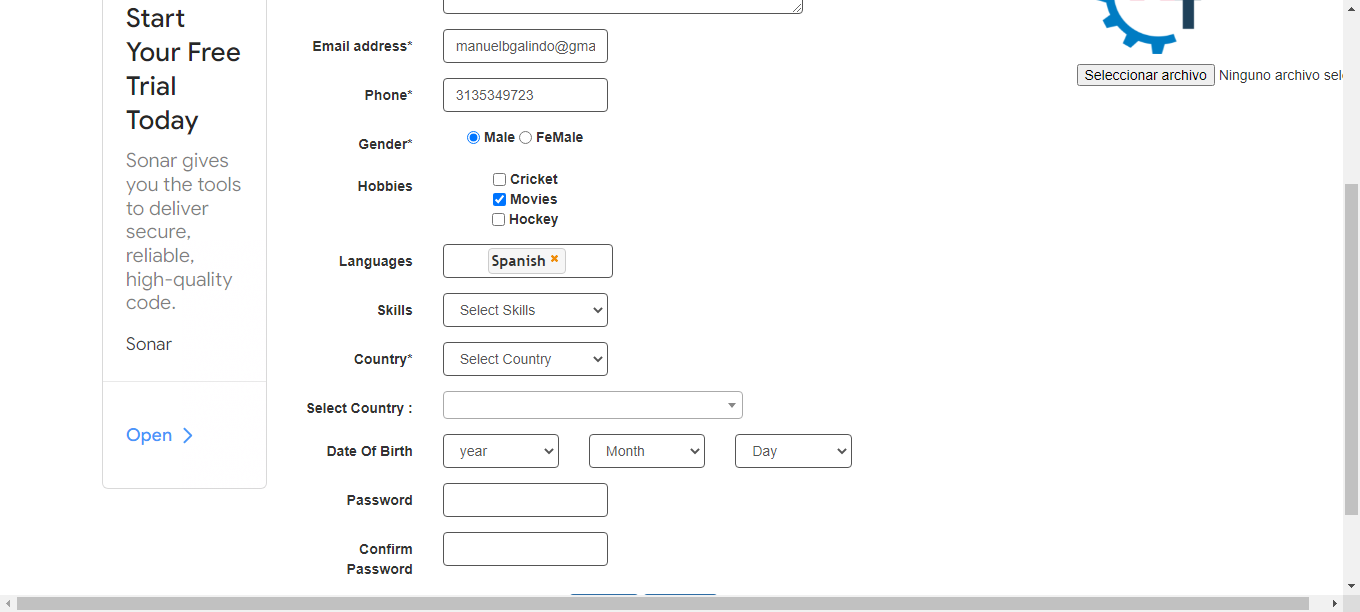 Start
Your Free
Trial
Today
Sonar gives
you the tools
to deliver
secure,
reliable,
high-quality
code.
Sonar
Open
Email address*
manuelbgalindo@gma
Phone*
3135349723
Gender*
Male FeMale
Hobbies
Cricket
Movies
Hockey
Languages
Spanish
Skills
Select Skills
Country*
Select Country
Select Country :
Date Of Birth
year Month Day
Password
Confirm
Password
Seleccionar archivo Ninguno archivo sel